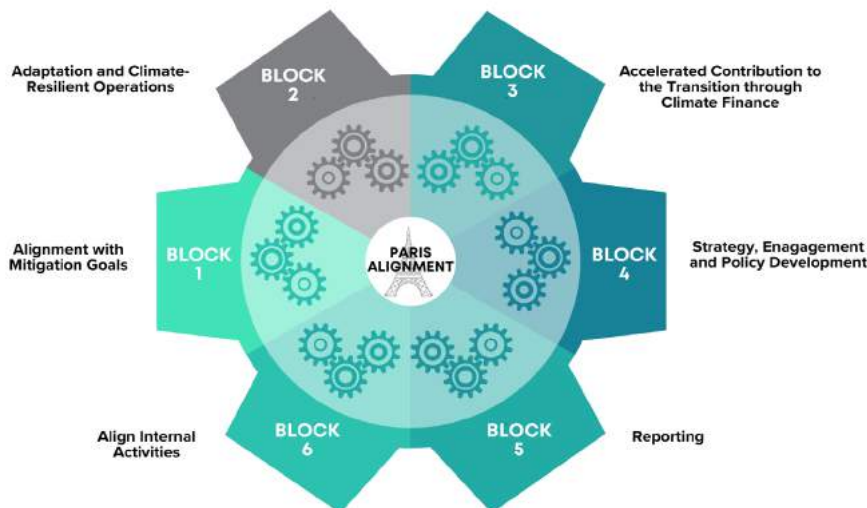 Adaptation and Climate-
Resilient Operations
BLOCK
2
BLOCK
3
Accelerated Contribution to
the Transition through
Climate Finance
Alignment with
Mitigation Goals
BLOCK
1
PARIS
ALIGNMENT
BLOCK
4
Strategy, Enagagement
and Policy Development
Align Internal
Activities
BLOCK
6
BLOCK
5
Reporting